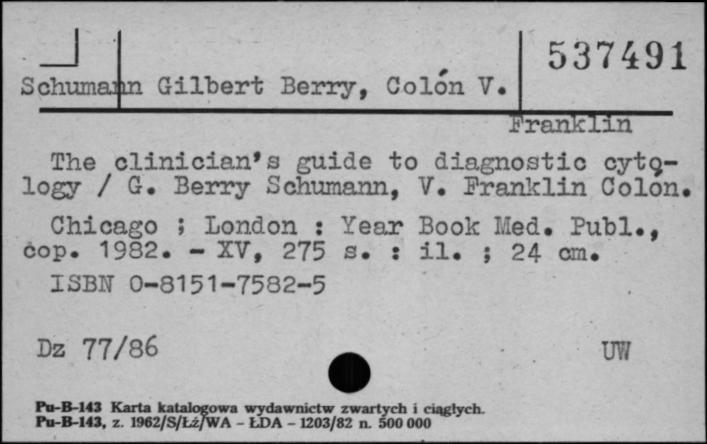 537491
Schumann Gilbert Berry, Colón V.
Franklin
The clinician's guide to diagnostic cyto-
logy / G. Berry Schumann, V. Franklin Colón.
Chicago ; London : Year Book Med. Publ.,
cop. 1982. - XV, 275 s. : il. ; 24 cm.
ISBN 0-8151-7582-5
Dz 77/86 UW
Pu-B-143 Karta katalogowa wydawnictw zwartych i ciągłych.
Pu-B-143, z. 1962/S/Łź/WA - ŁDA - 1203/82 n. 500 000